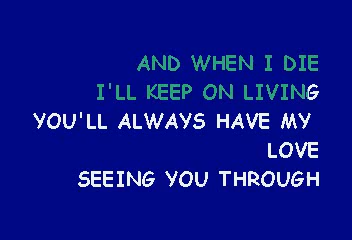 AND WHEN I DIE
I'LL KEEP ON LIVING
YOU'LL ALWAYS HAVE MY
LOVE
SEEING YOU THROUGH